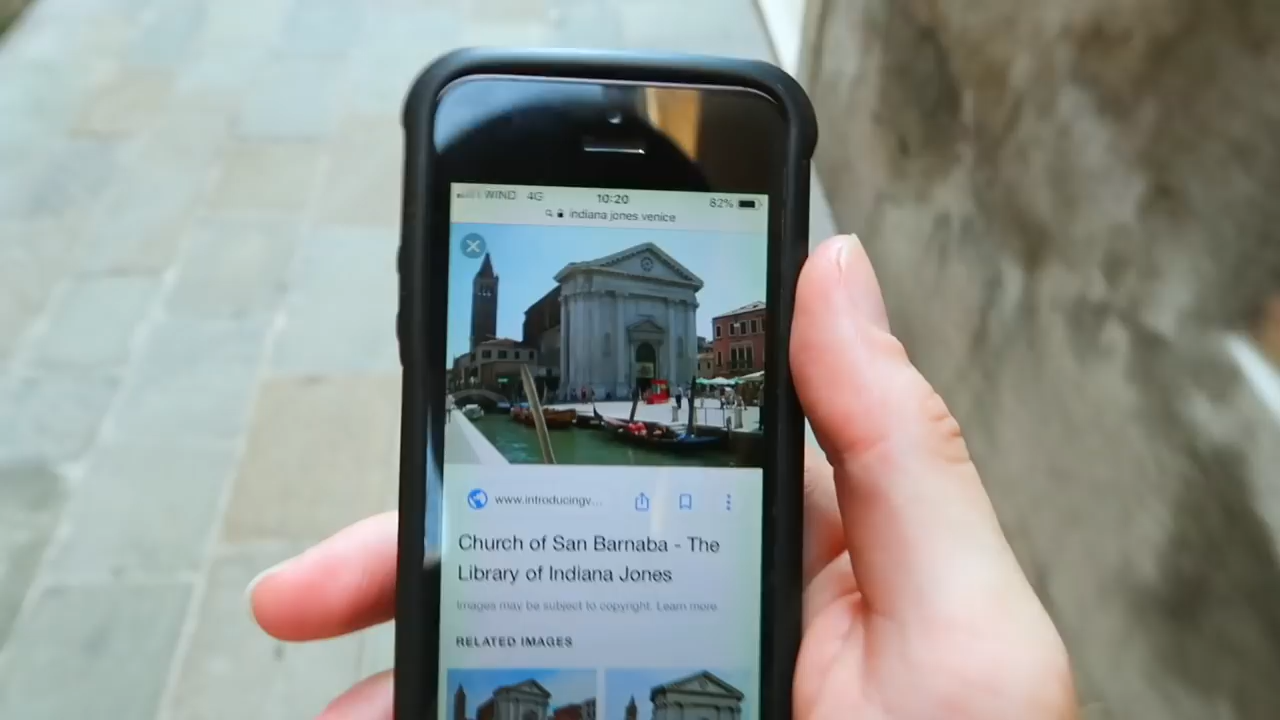 WIND 4G 10:20 82%
indiana jones venice
www.introducingv...
Church of San Barnaba - The
Library of Indiana Jones
Images may be subject to copyright. Learn more
RELATED IMAGES